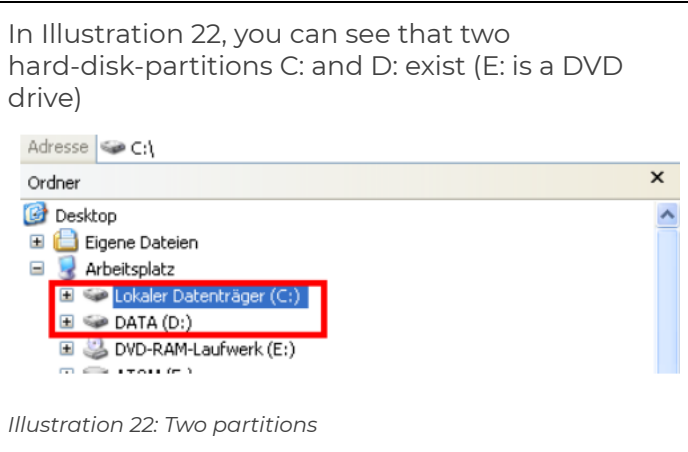 In Illustration 22, you can see that two
hard-disk-partitions C: and D: exist (E: is a DVD
drive)
Adresse C:\
Ordner
Desktop
Eigene Dateien
Arbeitsplatz
Lokaler Datenträger (C:)
DATA (D:)
DVD-RAM-Laufwerk (E:)
Illustration 22: Two partitions